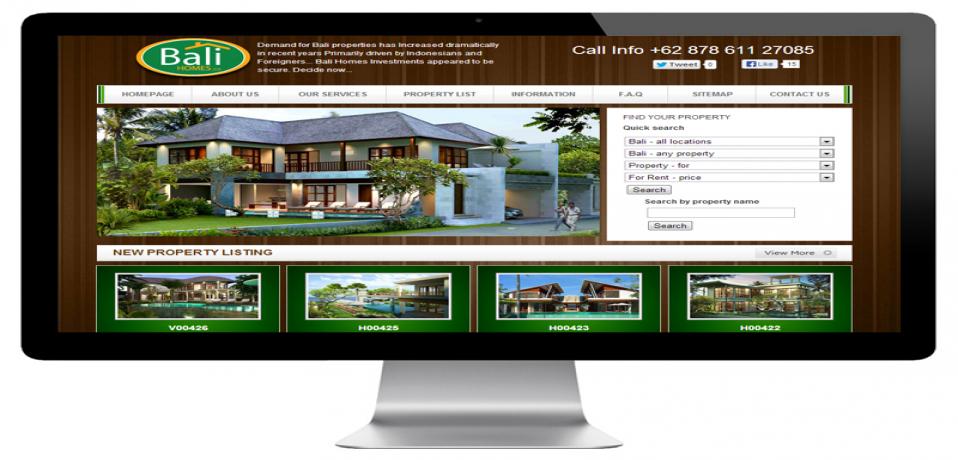 Bali
HOMES.co
Demand for Bali properties has Increased dramatically
in recent years Primarily driven by Indonesians and
Foreigners... Bali Homes Investments appeared to be
secure. Decide now...
Call Info +62 878 611 27085
Tweet 0
Like 15
HOMEPAGE ABOUT US OUR SERVICES PROPERTY LIST INFORMATION F.A.Q SITEMAP CONTACT US
FIND YOUR PROPERTY
Quick search
Bali - all locations
Bali - any property
Property - for
For Rent - price
Search
Search by property name
Search
NEW PROPERTY LISTING
View More
V00426 H00425 H00423 H00422